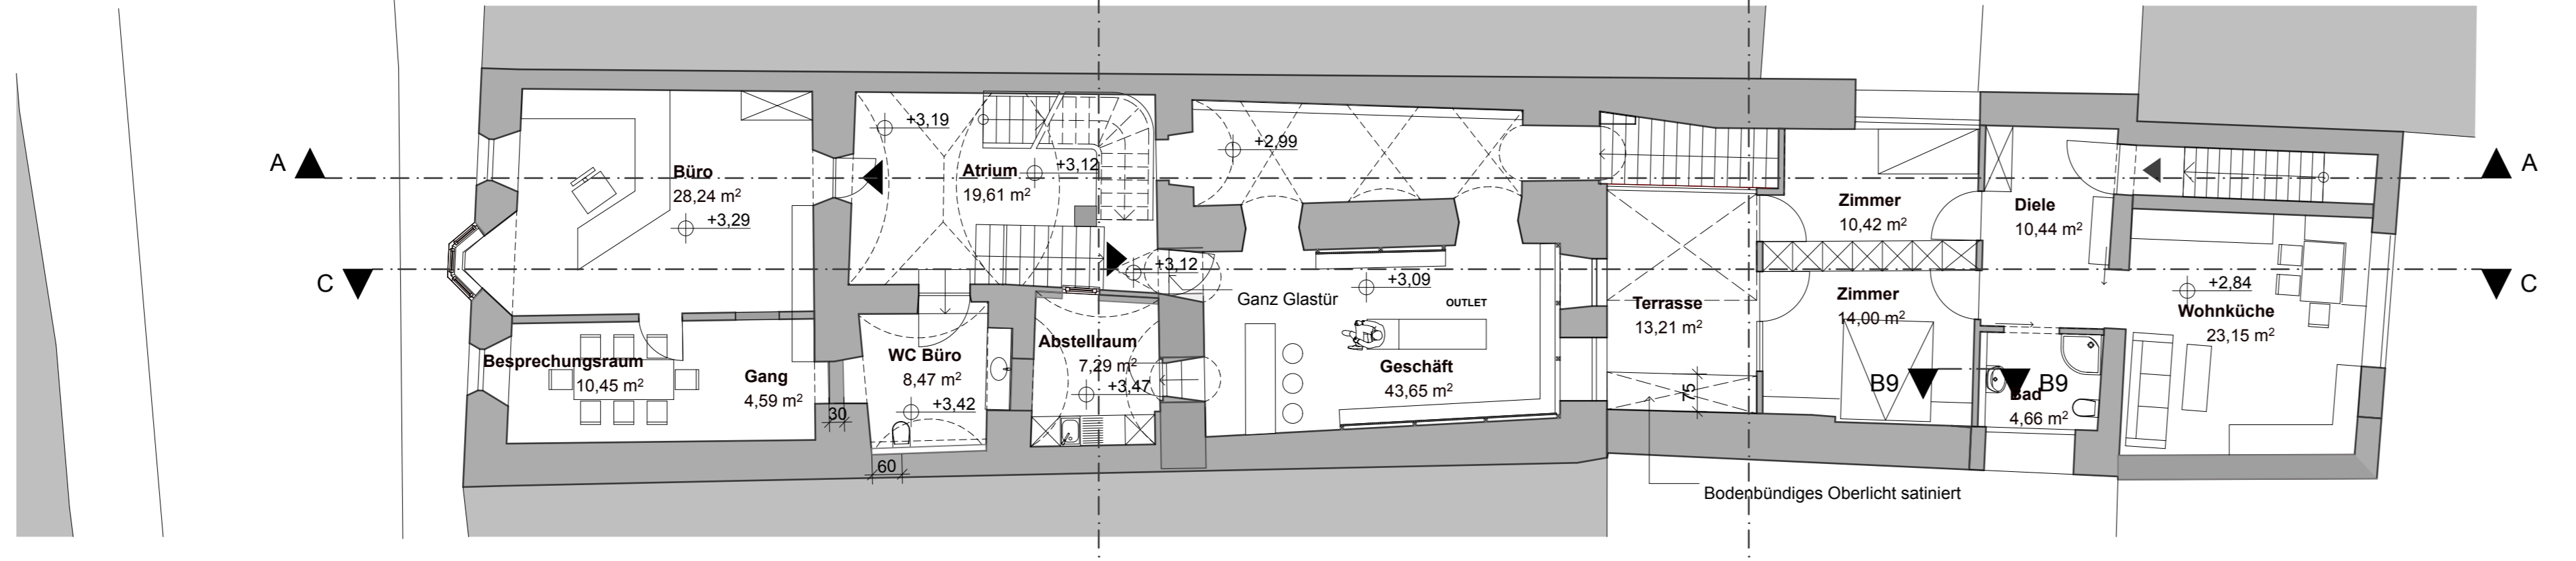 A
A
C
C
Büro
28,24 m²
+3,29
Besprechungsraum
10,45 m²
Gang
4,59 m²
30
+3,19
Atrium
19,61 m²
+3,12
WC Büro
8,47 m²
+3,42
60
Abstellraum
7,29 m²
+3,47
+2,99
+3,12
Ganz Glastür
+3,09
OUTLET
Geschäft
43,65 m²
Terrasse
13,21 m²
75
Bodenbündiges Oberlicht satiniert
Zimmer
10,42 m²
Zimmer
14,00 m²
Diele
10,44 m²
B9
B9
Bad
4,66 m²
+2,84
Wohnküche
23,15 m²